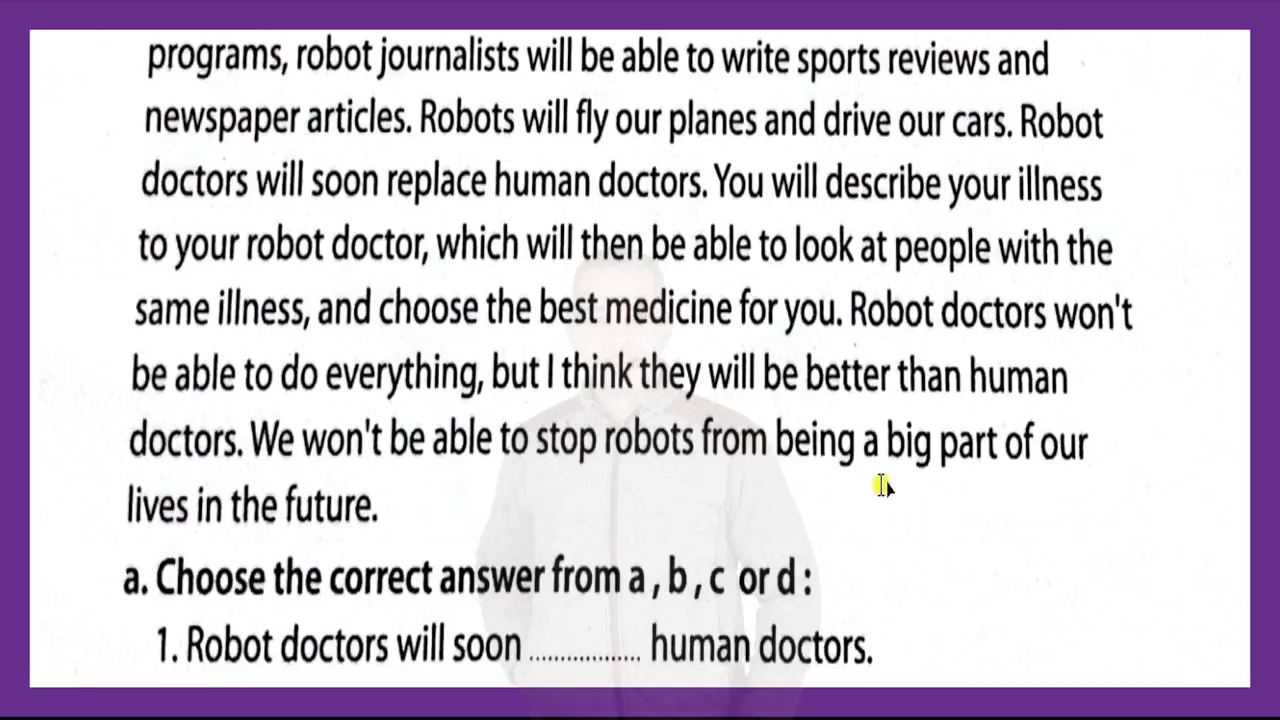 programs, robot journalists will be able to write sports reviews and
newspaper articles. Robots will fly our planes and drive our cars. Robot
doctors will soon replace human doctors. You will describe your illness
to your robot doctor, which will then be able to look at people with the
same illness, and choose the best medicine for you. Robot doctors won't
be able to do everything, but I think they will be better than human
doctors. We won't be able to stop robots from being a big part of our
lives in the future.
a. Choose the correct answer from a , b , c or d :
1. Robot doctors will soon .................. human doctors.